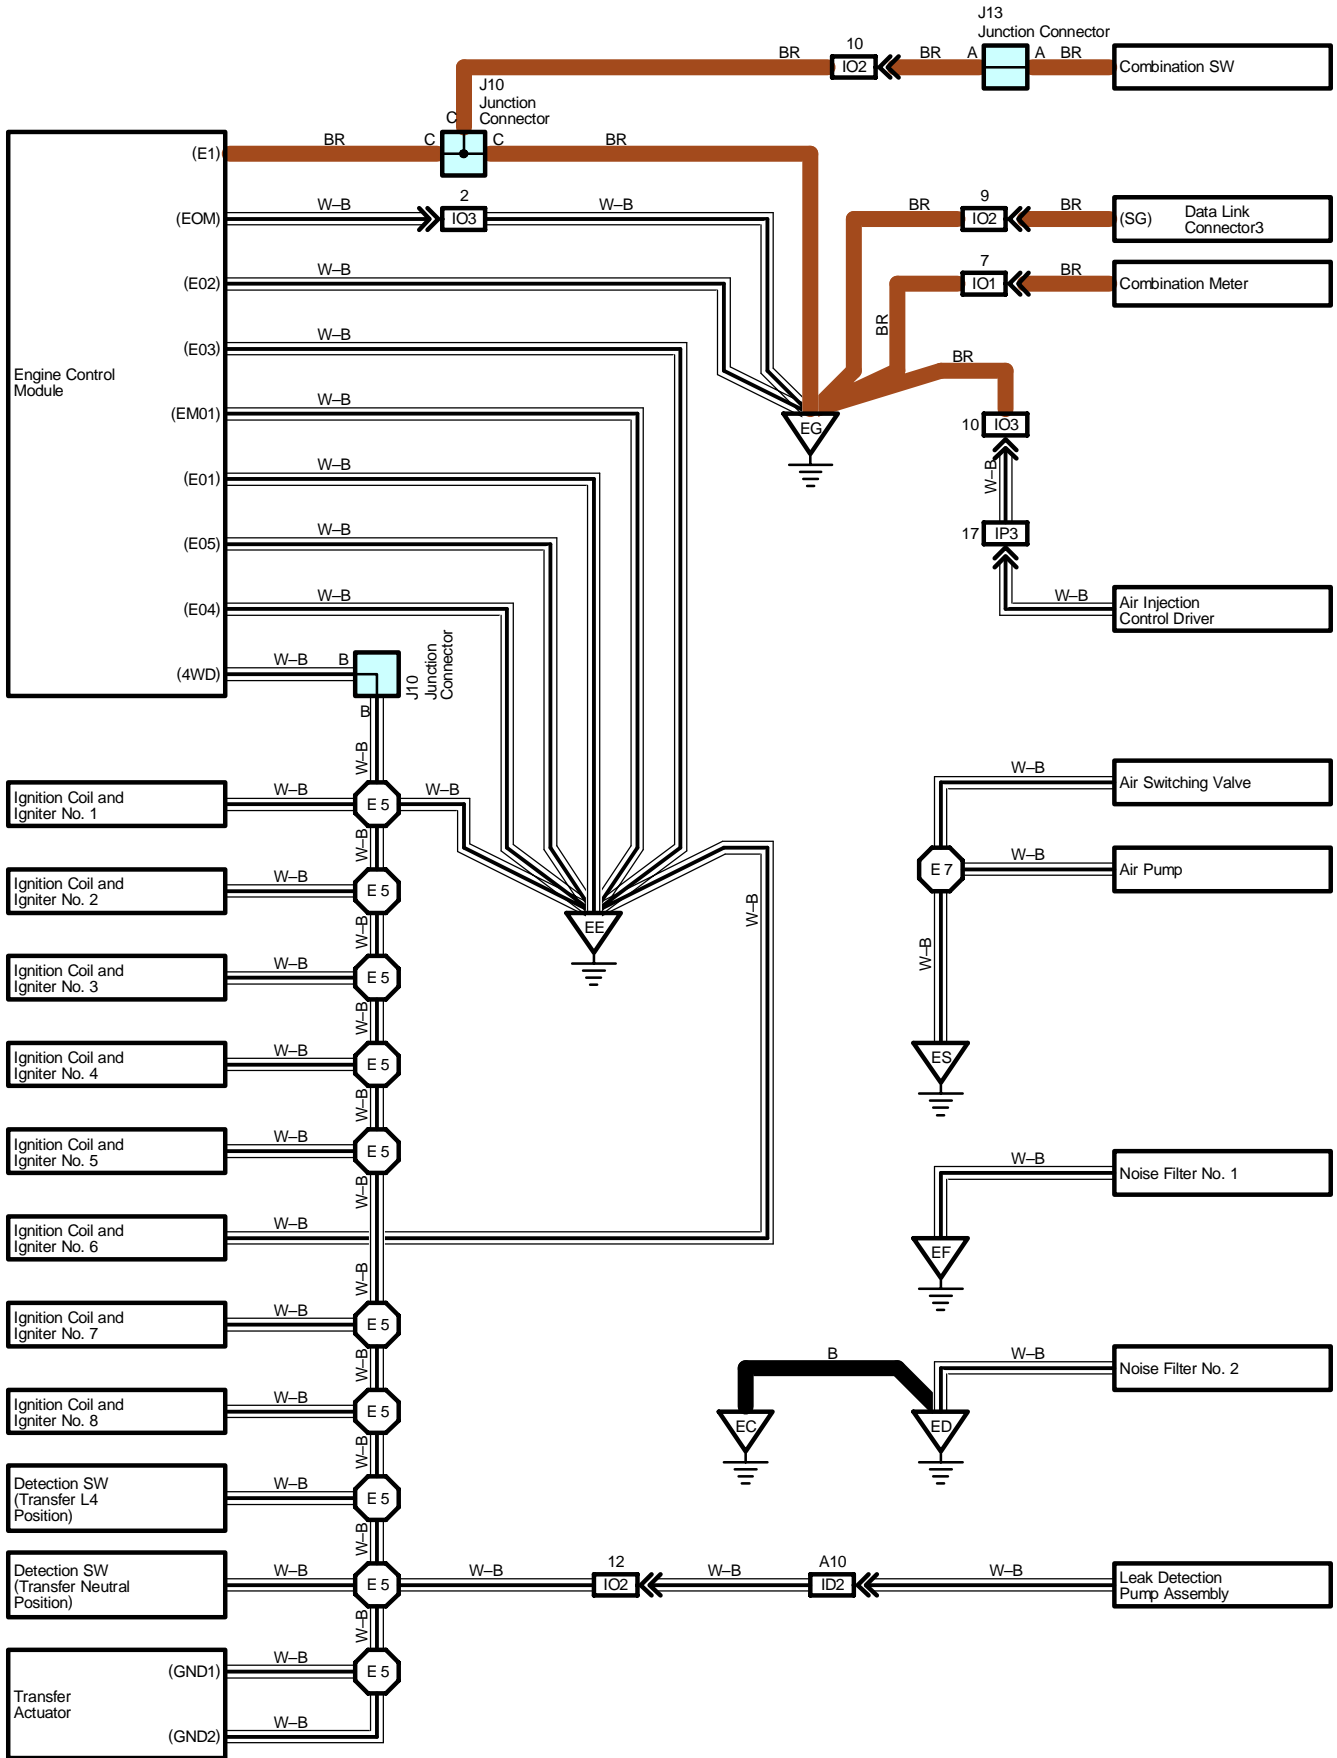 J13
Junction Connector
10
BR
IO2
BR
A
A
BR
Combination SW
J10
Junction
Connector
C
(E1)
BR
C
C
BR
(EOM)
W–B
2
IO3
W–B
BR
9
IO2
BR
(SG)
Data Link
Connector3
(E02)
W–B
7
IO1
BR
Combination Meter
BR
(E03)
W–B
BR
Engine Control
Module
(EM01)
W–B
EG
10
IO3
W–B
(E01)
W–B
17
IP3
(E05)
W–B
(E04)
W–B
W–B
Air Injection
Control Driver
(4WD)
W–B
B
J10
Junction
Connector
B
W–B
Ignition Coil and
Igniter No. 1
W–B
E 5
W–B
W–B
Air Switching Valve
W–B
Ignition Coil and
Igniter No. 2
W–B
E 5
E 7
W–B
Air Pump
W–B
EE
W–B
W–B
Ignition Coil and
Igniter No. 3
W–B
E 5
W–B
Ignition Coil and
Igniter No. 4
W–B
E 5
ES
W–B
Ignition Coil and
Igniter No. 5
W–B
E 5
W–B
Noise Filter No. 1
W–B
Ignition Coil and
Igniter No. 6
W–B
EF
W–B
Ignition Coil and
Igniter No. 7
W–B
E 5
W–B
B
W–B
Noise Filter No. 2
Ignition Coil and
Igniter No. 8
W–B
E 5
EC
ED
W–B
Detection SW
(Transfer L4
Position)
W–B
E 5
W–B
Detection SW
(Transfer Neutral
Position)
W–B
E 5
W–B
12
IO2
W–B
A10
ID2
W–B
Leak Detection
Pump Assembly
W–B
Transfer
Actuator
(GND1)
W–B
E 5
(GND2)
W–B